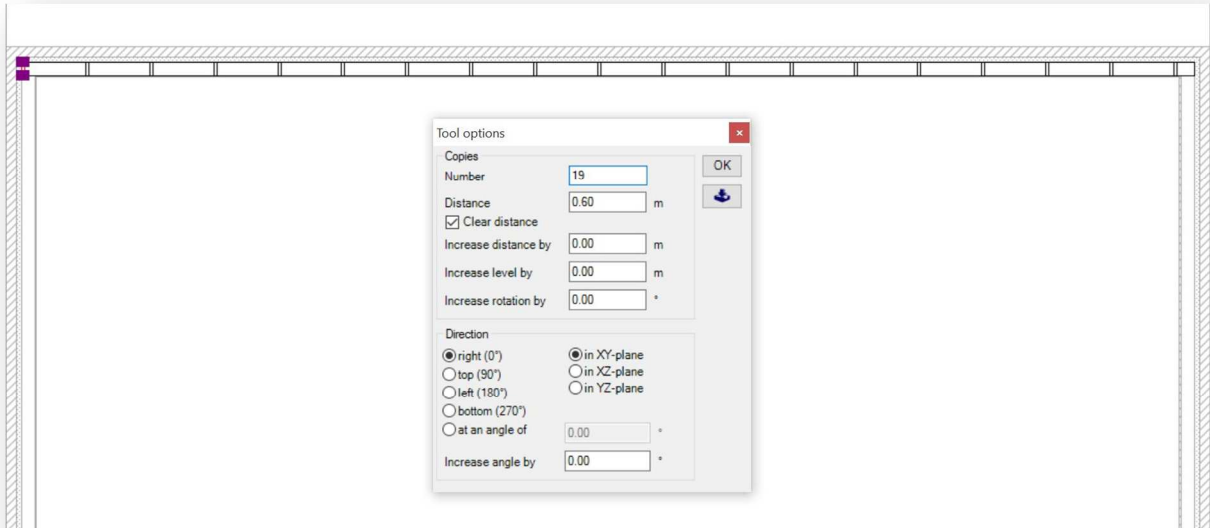 Tool options
Copies
OK
Number 19
Distance 0.60 m
Clear distance
Increase distance by 0.00 m
Increase level by 0.00 m
Increase rotation by 0.00 °
Direction
right (0°) in XY-plane
top (90°) in XZ-plane
left (180°) in YZ-plane
bottom (270°)
at an angle of 0.00 °
Increase angle by 0.00 °